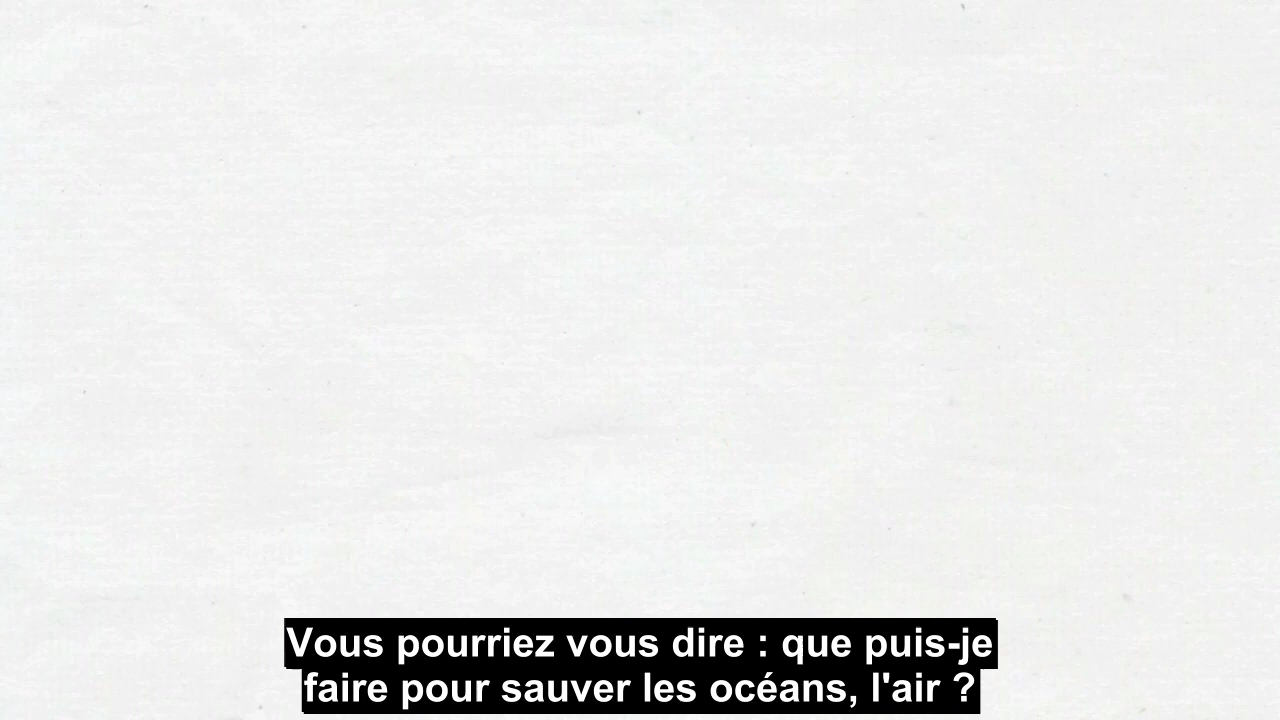 Vous pourriez vous dire : que puis-je
faire pour sauver les océans, l'air ?